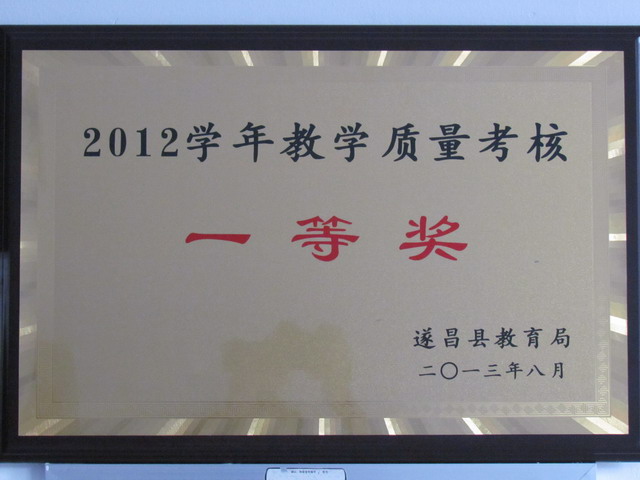 2012学年教学质量考核
一等奖
遂昌县教育局
二〇一三年八月